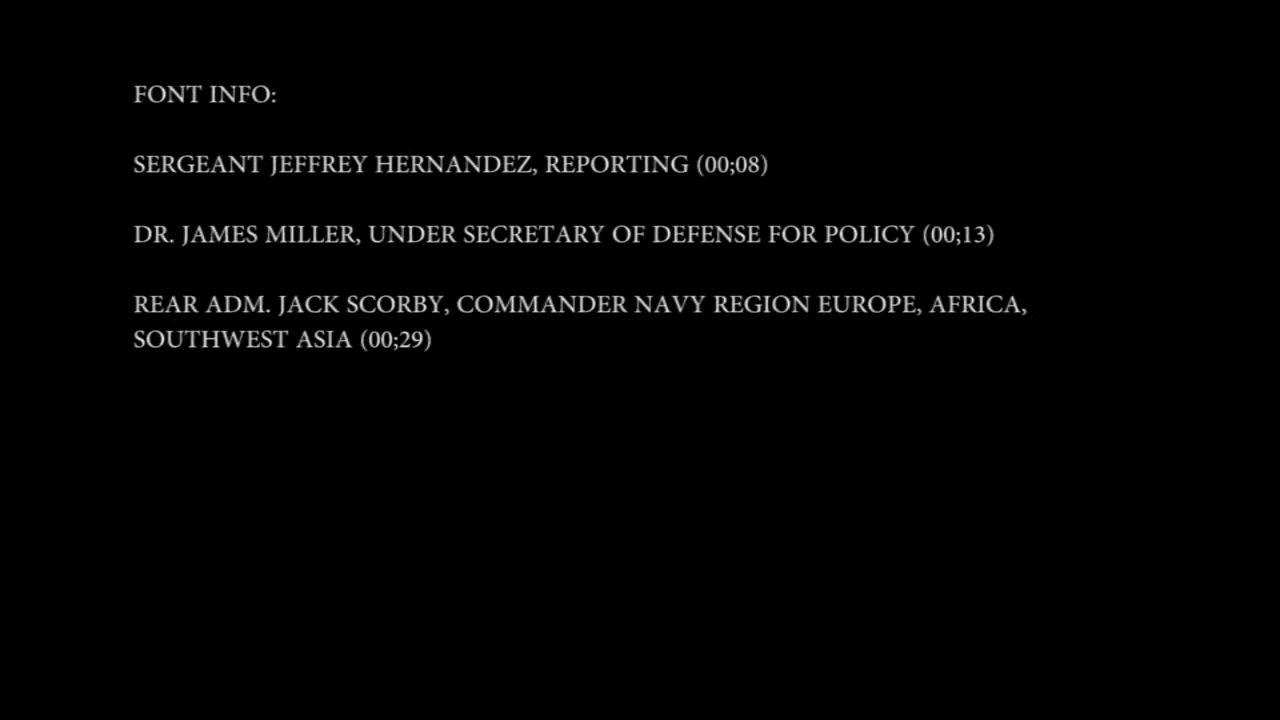 FONT INFO:
SERGEANT JEFFREY HERNANDEZ, REPORTING (00;08)
DR. JAMES MILLER, UNDER SECRETARY OF DEFENSE FOR POLICY (00;13)
REAR ADM. JACK SCORBY, COMMANDER NAVY REGION EUROPE, AFRICA,
SOUTHWEST ASIA (00;29)